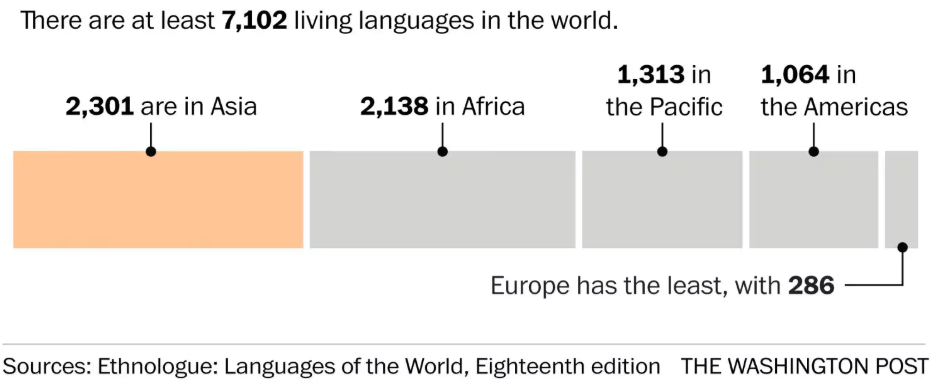 There are at least 7,102 living languages in the world.
2,301 are in Asia
2,138 in Africa
1,313 in
the Pacific
1,064 in
the Americas
Europe has the least, with 286
Sources: Ethnologue: Languages of the World, Eighteenth edition THE WASHINGTON POST